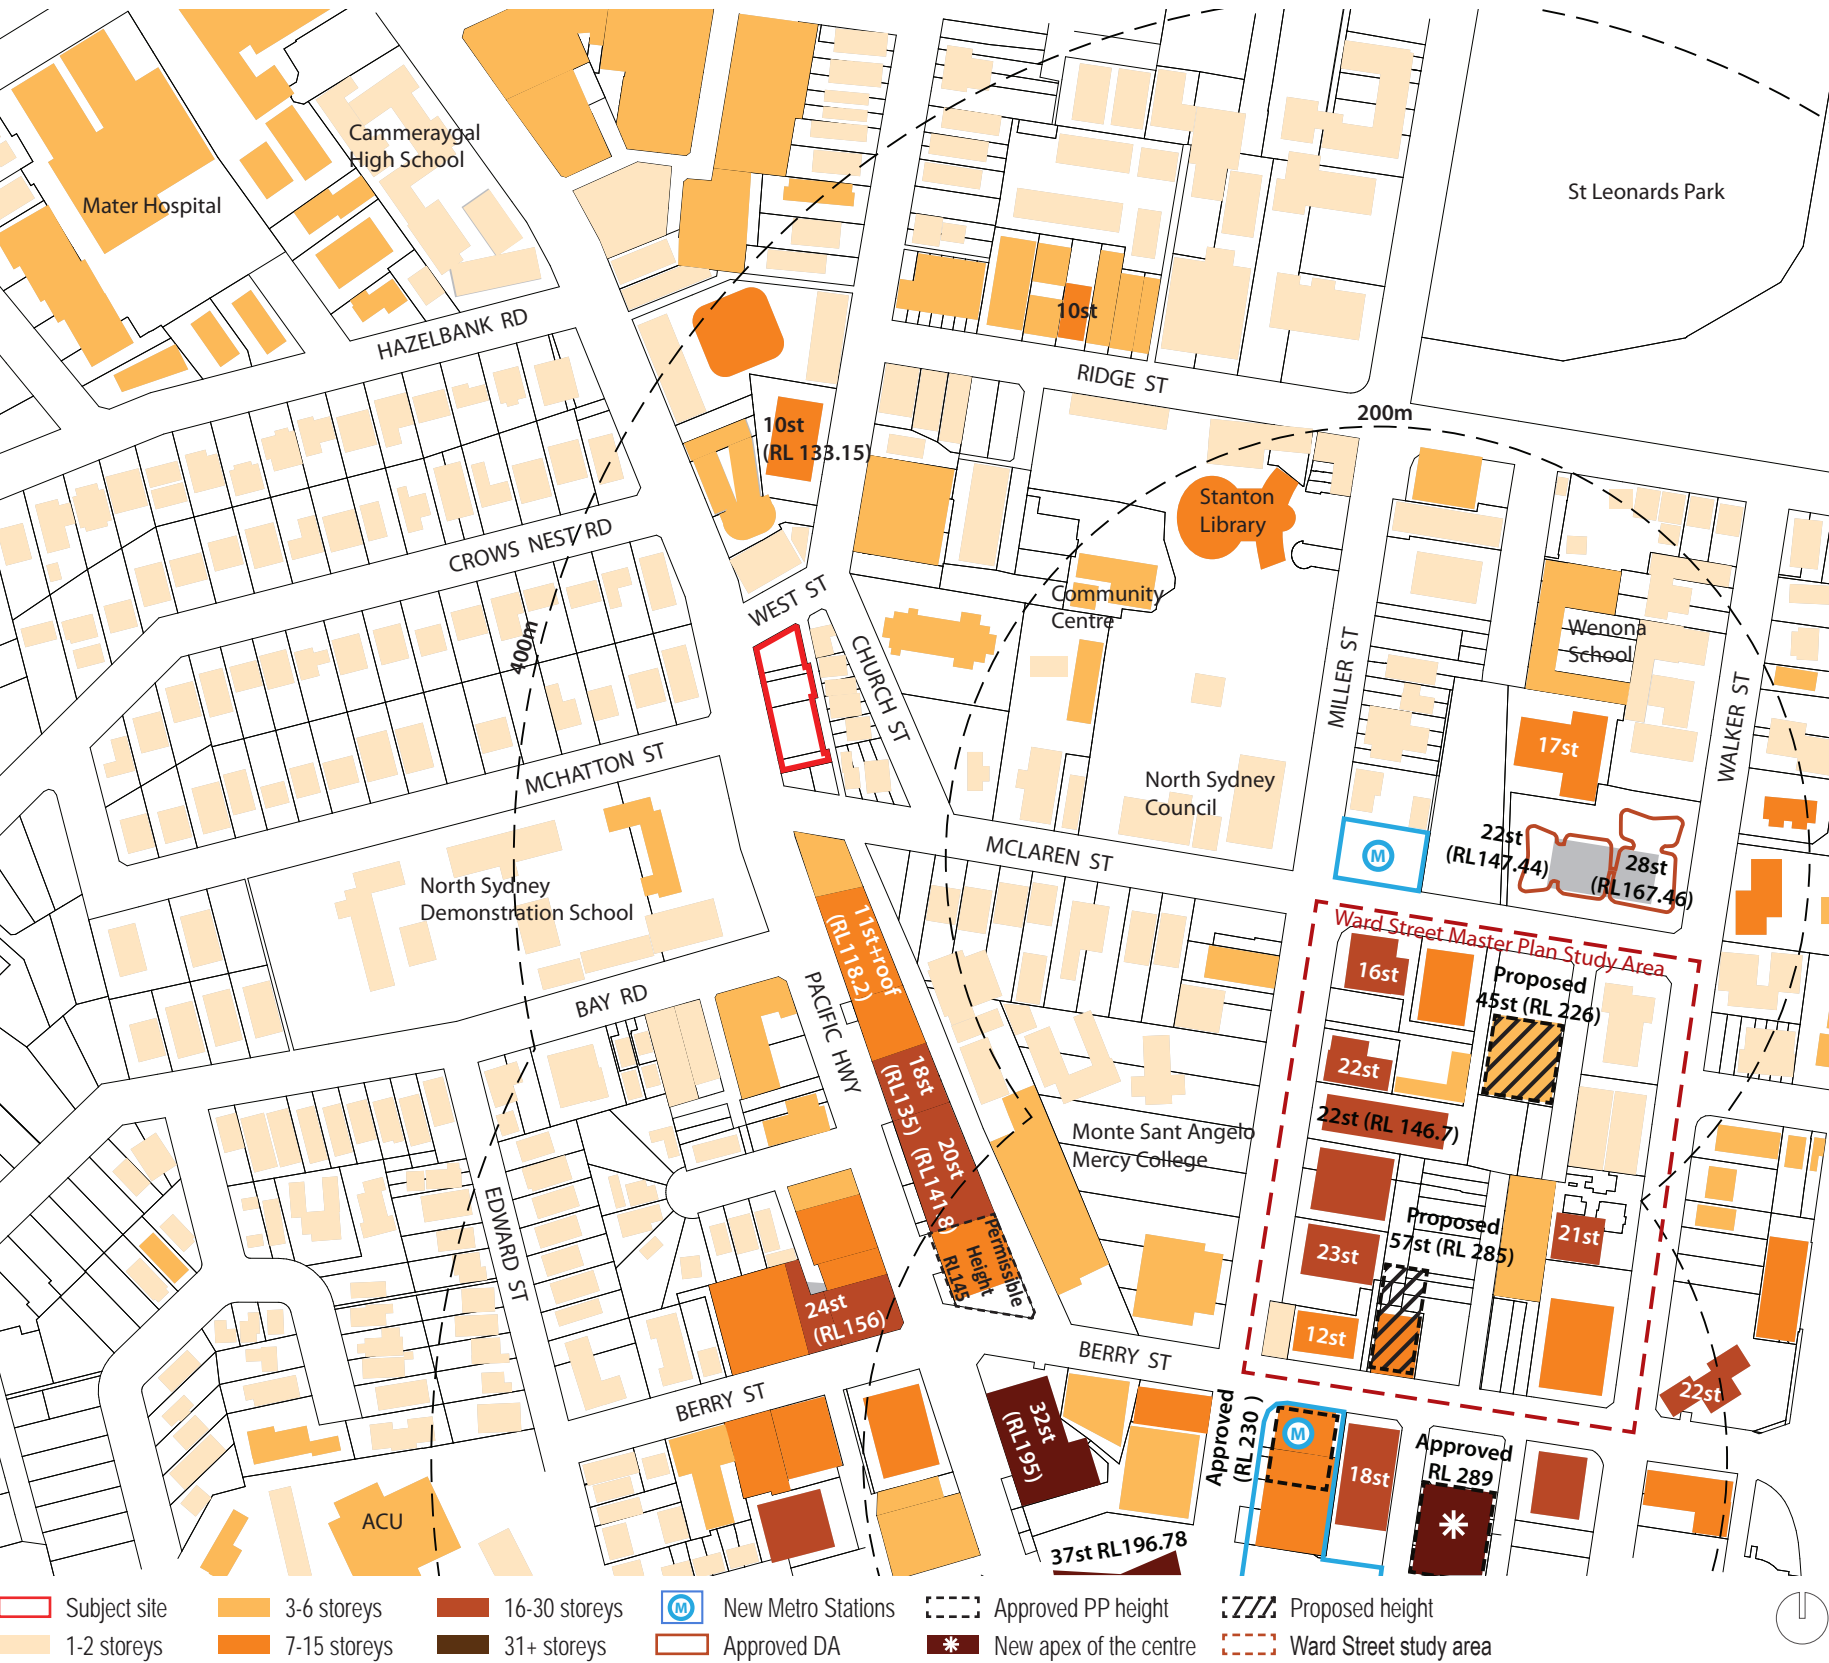 Cammeraygal
High School
Mater Hospital
St Leonards Park
HAZELBANK RD
10st
RIDGE ST
200m
10st
(RL 133.15)
Stanton
Library
CROWS NEST RD
WEST ST
400m
Community
Centre
CHURCH ST
Wenona
School
MILLER ST
WALKER ST
17st
MCHATTON ST
North Sydney
Council
22st
(RL147.44)
28st
(RL167.46)
MCLAREN ST
M
North Sydney
Demonstration School
11st+roof
(RL118.2)
Ward Street Master Plan Study Area
16st
Proposed
45st (RL 226)
BAY RD
PACIFIC HWY
18st
(RL135)
22st
22st (RL 146.7)
Monte Sant Angelo
Mercy College
20st
(RL141.8)
EDWARD ST
Permissible
Height
RL145
Proposed
57st (RL 285)
21st
23st
24st
(RL156)
12st
BERRY ST
BERRY ST
22st
32st
(RL195)
Approved
(RL 230 )
M
18st
Approved
RL 289
ACU
37st RL196.78
Subject site
3-6 storeys
16-30 storeys
M
New Metro Stations
Approved PP height
Proposed height
1-2 storeys
7-15 storeys
31+ storeys
Approved DA
New apex of the centre
Ward Street study area